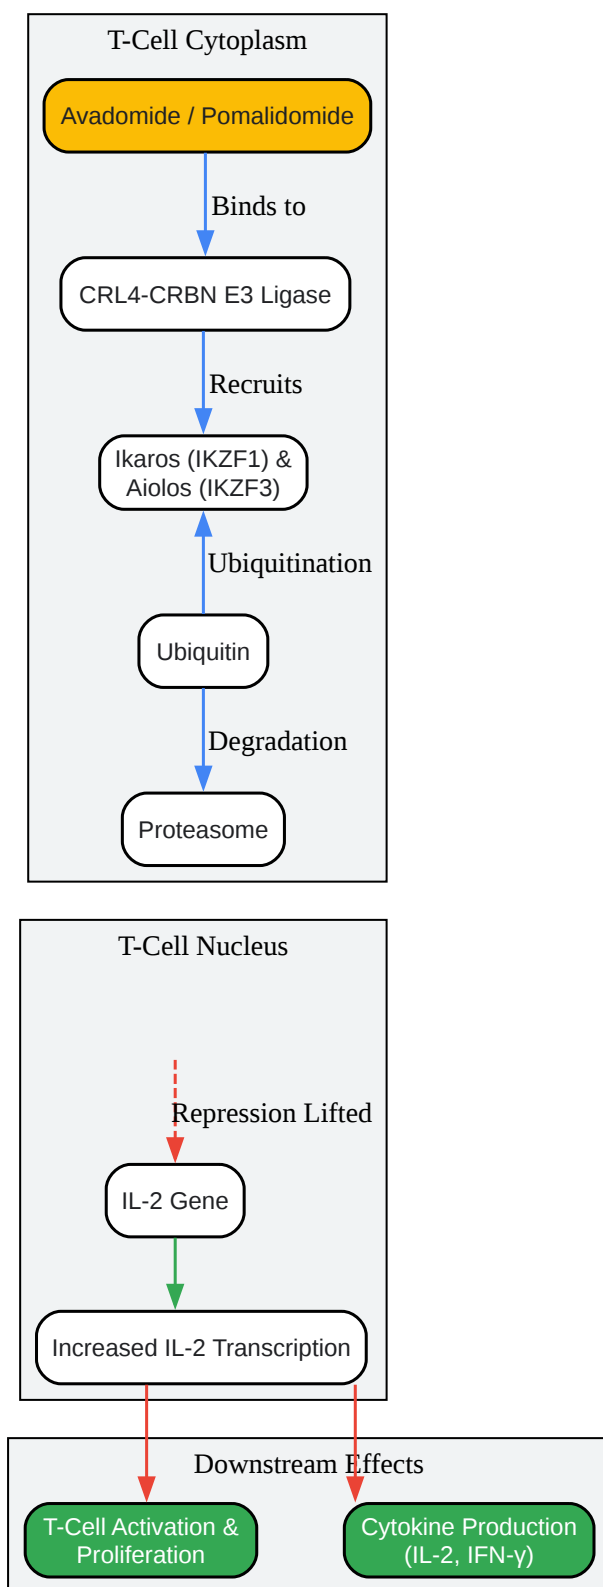 T-Cell Cytoplasm
Avadomide / Pomalidomide
Binds to
CRL4-CRBN E3 Ligase
Recruits
Ikaros (IKZF1) &
Aiolos (IKZF3)
Ubiquitination
Ubiquitin
Degradation
Proteasome
T-Cell Nucleus
Repression Lifted
IL-2 Gene
Increased IL-2 Transcription
Downstream Effects
T-Cell Activation &
Proliferation
Cytokine Production
(IL-2, IFN-γ)